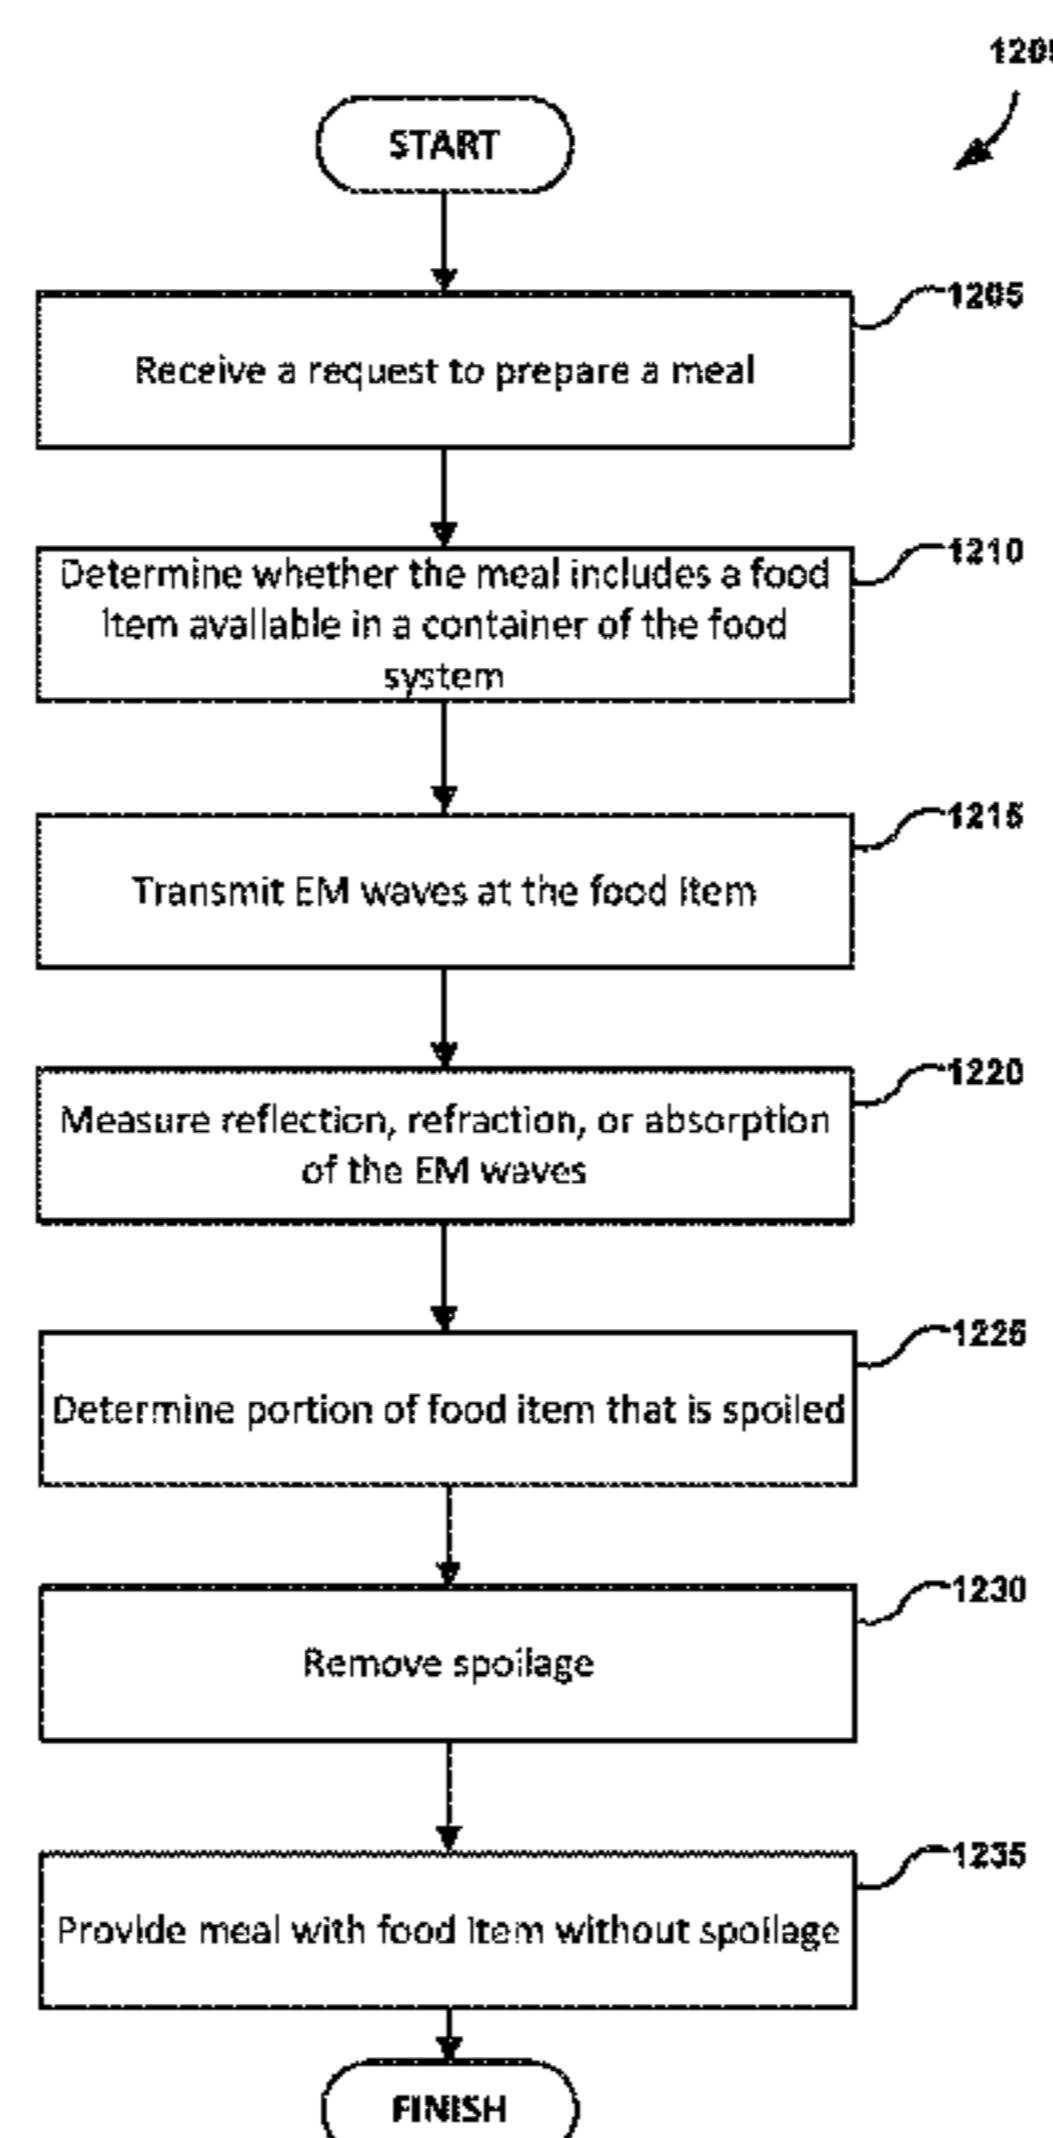 START
1205
Receive a request to prepare a meal
1210
Determine whether the meal includes a food
item available in a container of the food
system
1215
Transmit EM waves at the food item
1220
Measure reflection, refraction, or absorption
of the EM waves
1225
Determine portion of food item that is spoiled
1230
Remove spoilage
1235
Provide meal with food item without spoilage
FINISH